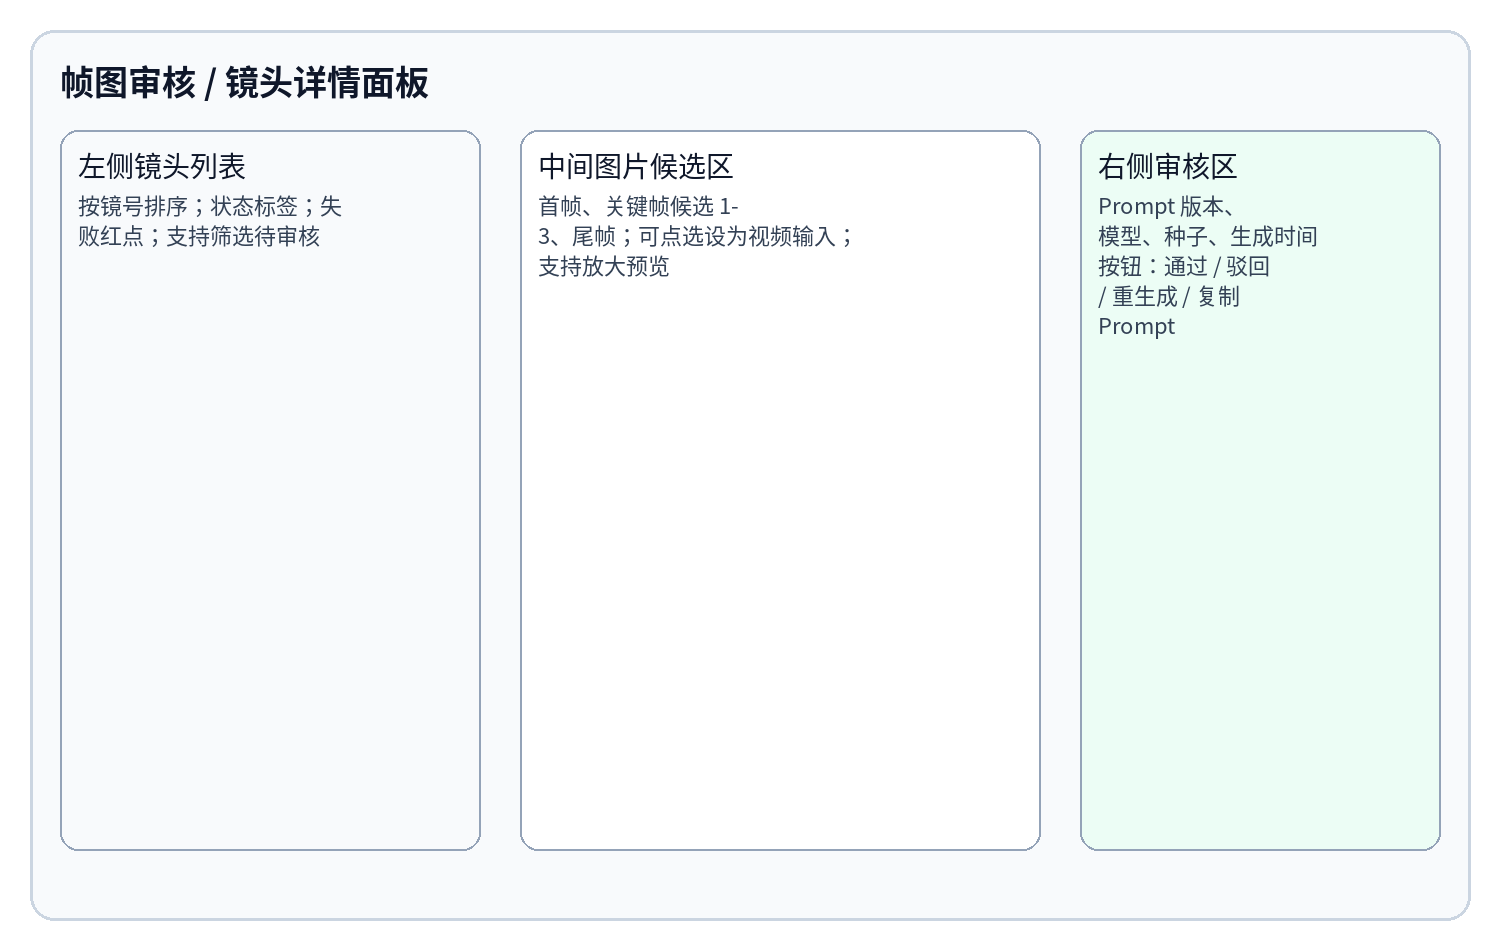 帧图审核 / 镜头详情面板
左侧镜头列表
按镜号排序；状态标签；失
败红点；支持筛选待审核
中间图片候选区
首帧、关键帧候选 1-
3、尾帧；可点选设为视频输入；
支持放大预览
右侧审核区
Prompt 版本、
模型、种子、生成时间
按钮：通过 / 驳回
/ 重生成 / 复制
Prompt